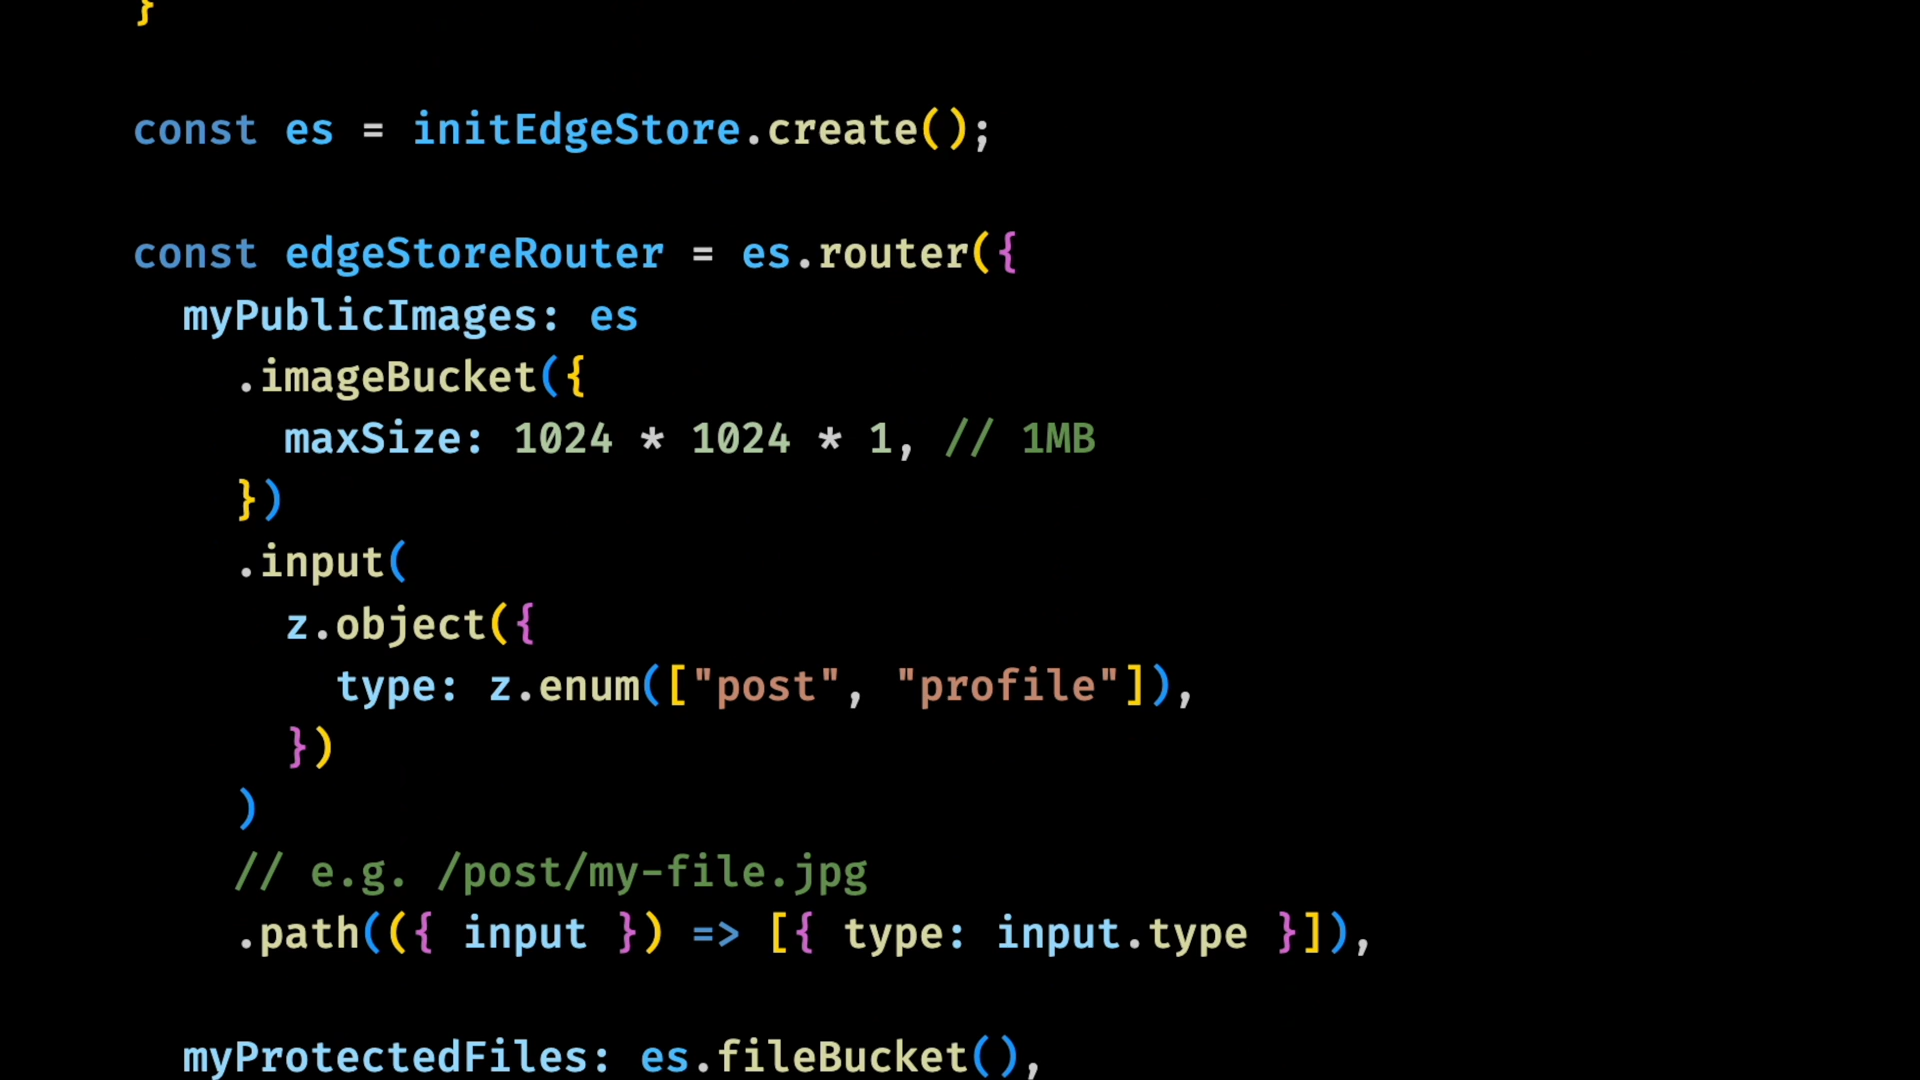 }
const es = initEdgeStore.create();
const edgeStoreRouter = es.router({
myPublicImages: es
.imageBucket({
maxSize: 1024 * 1024 * 1, // 1MB
})
.input(
z.object({
type: z.enum(["post", "profile"]),
})
)
// e.g. /post/my-file.jpg
.path(({ input }) => [{ type: input.type }]),
myProtectedFiles: es.fileBucket(),